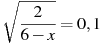 √(2/(6 − x)) = 0,1